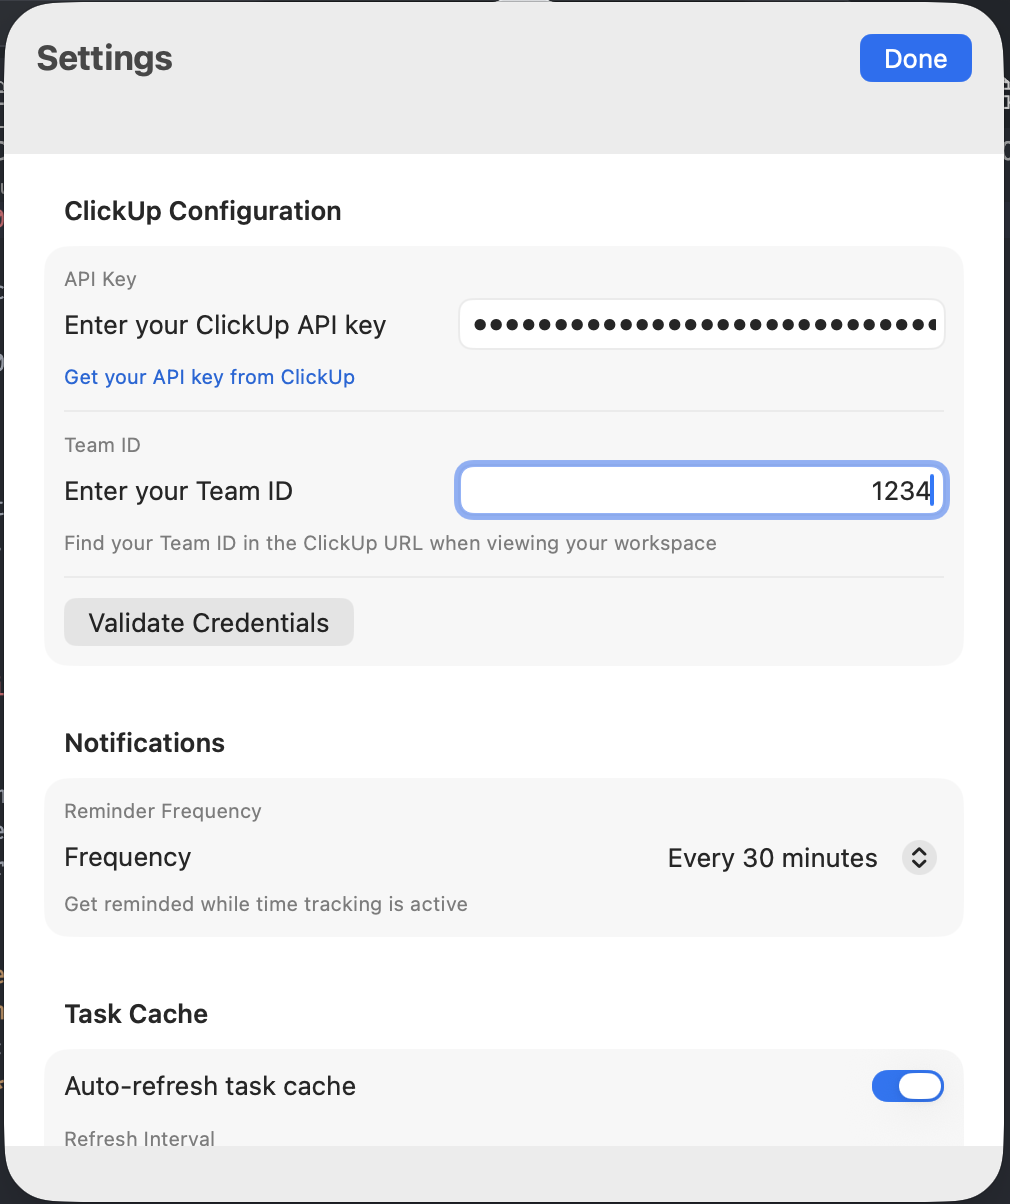 Settings
Done
ClickUp Configuration
API Key
Enter your ClickUp API key
Get your API key from ClickUp
Team ID
Enter your Team ID
1234
Find your Team ID in the ClickUp URL when viewing your workspace
Validate Credentials
Notifications
Reminder Frequency
Frequency
Every 30 minutes
Get reminded while time tracking is active
Task Cache
Auto-refresh task cache
Refresh Interval